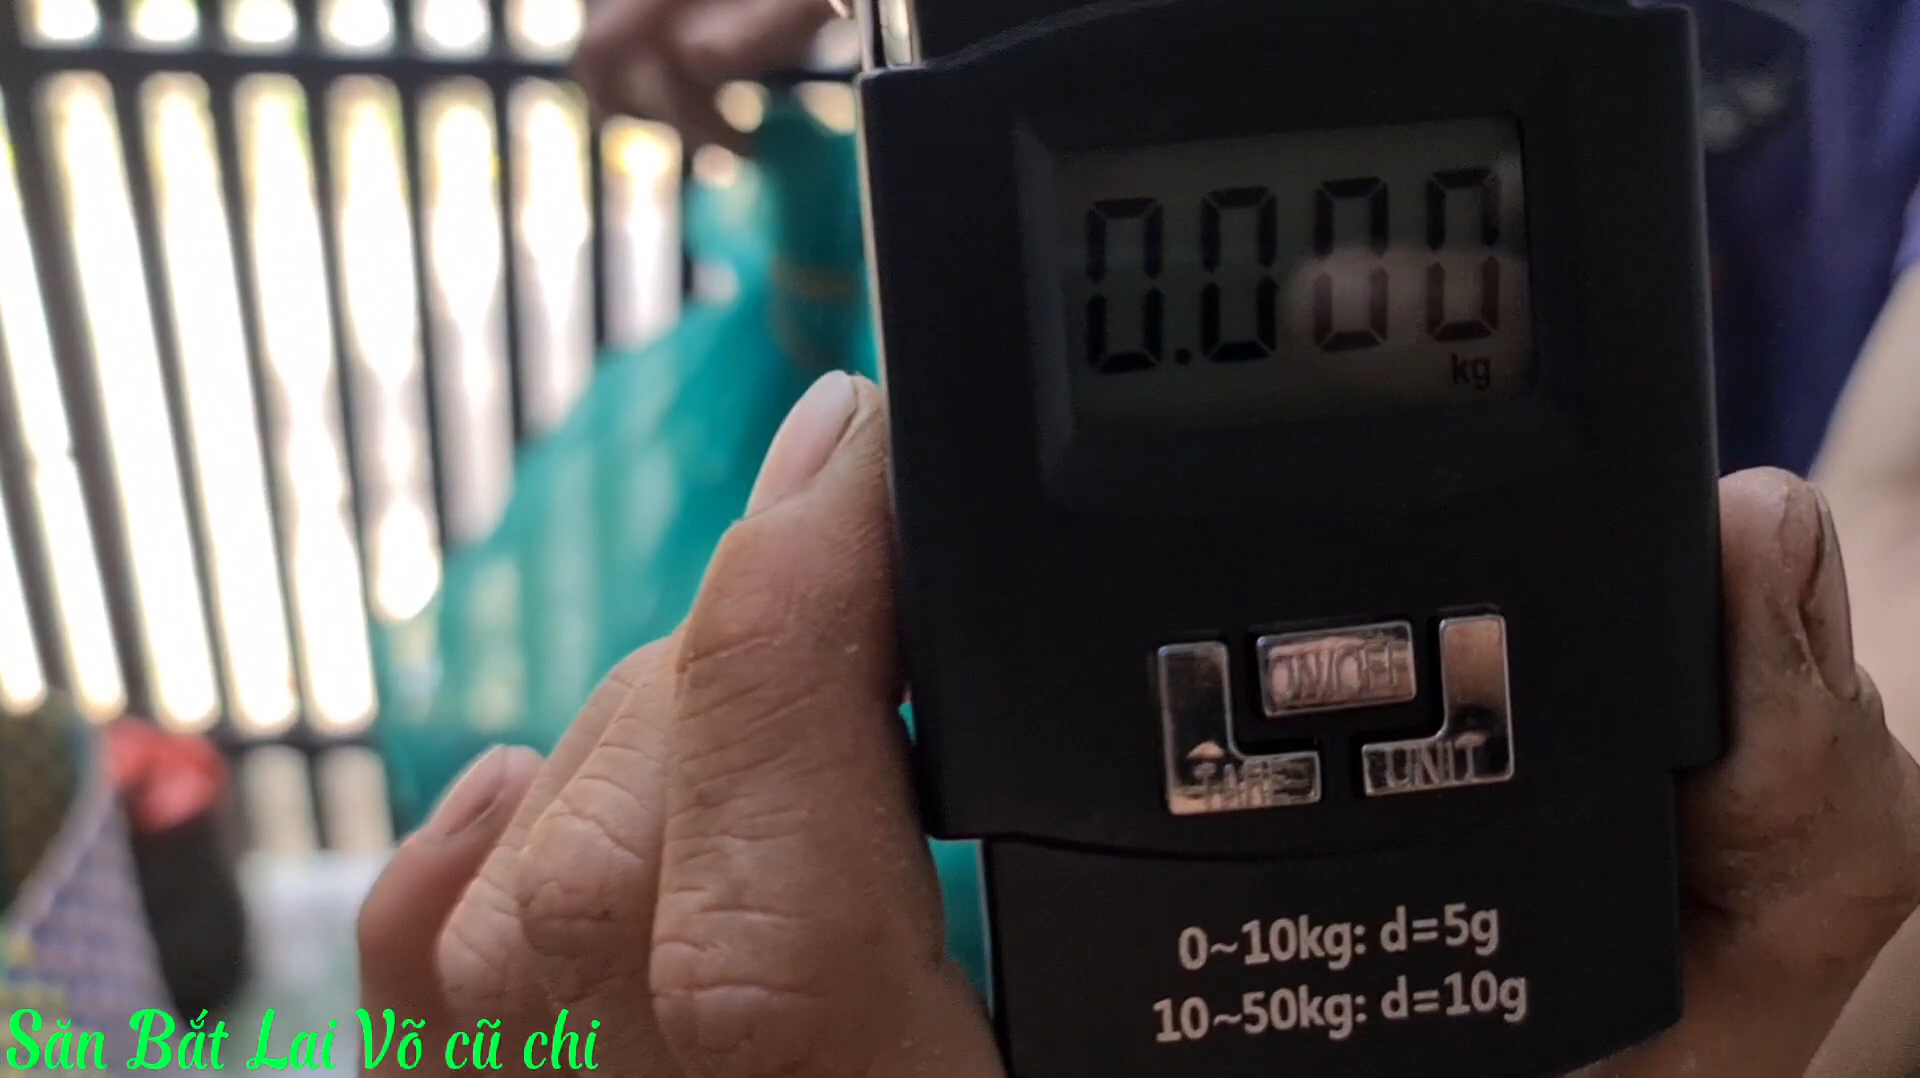 0.000
kg
ON/OFF
TARE
UNIT
0~10kg: d=5g
10~50kg: d=10g
Săn Bắt Lai Võ cũ chi